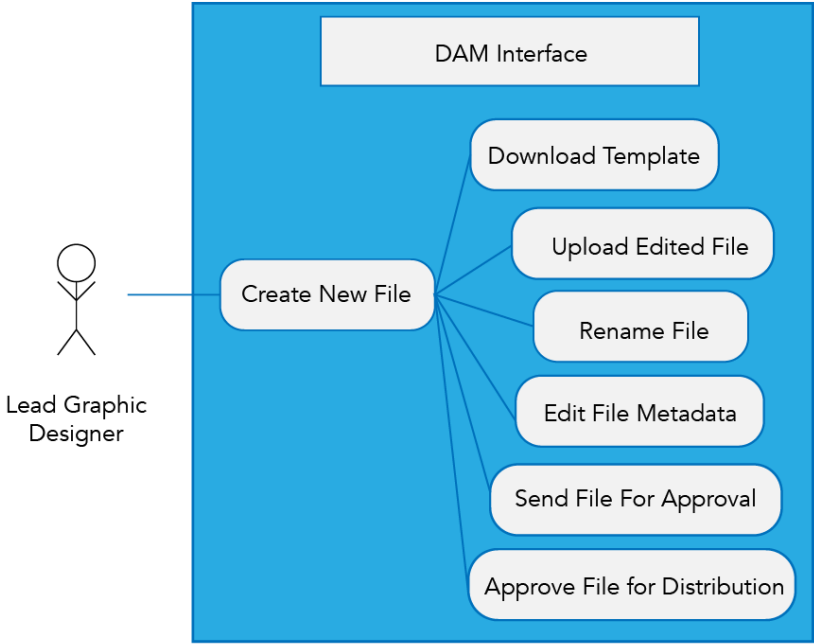 DAM Interface
Download Template
Upload Edited File
Create New File
Rename File
Lead Graphic
Designer
Edit File Metadata
Send File For Approval
Approve File for Distribution